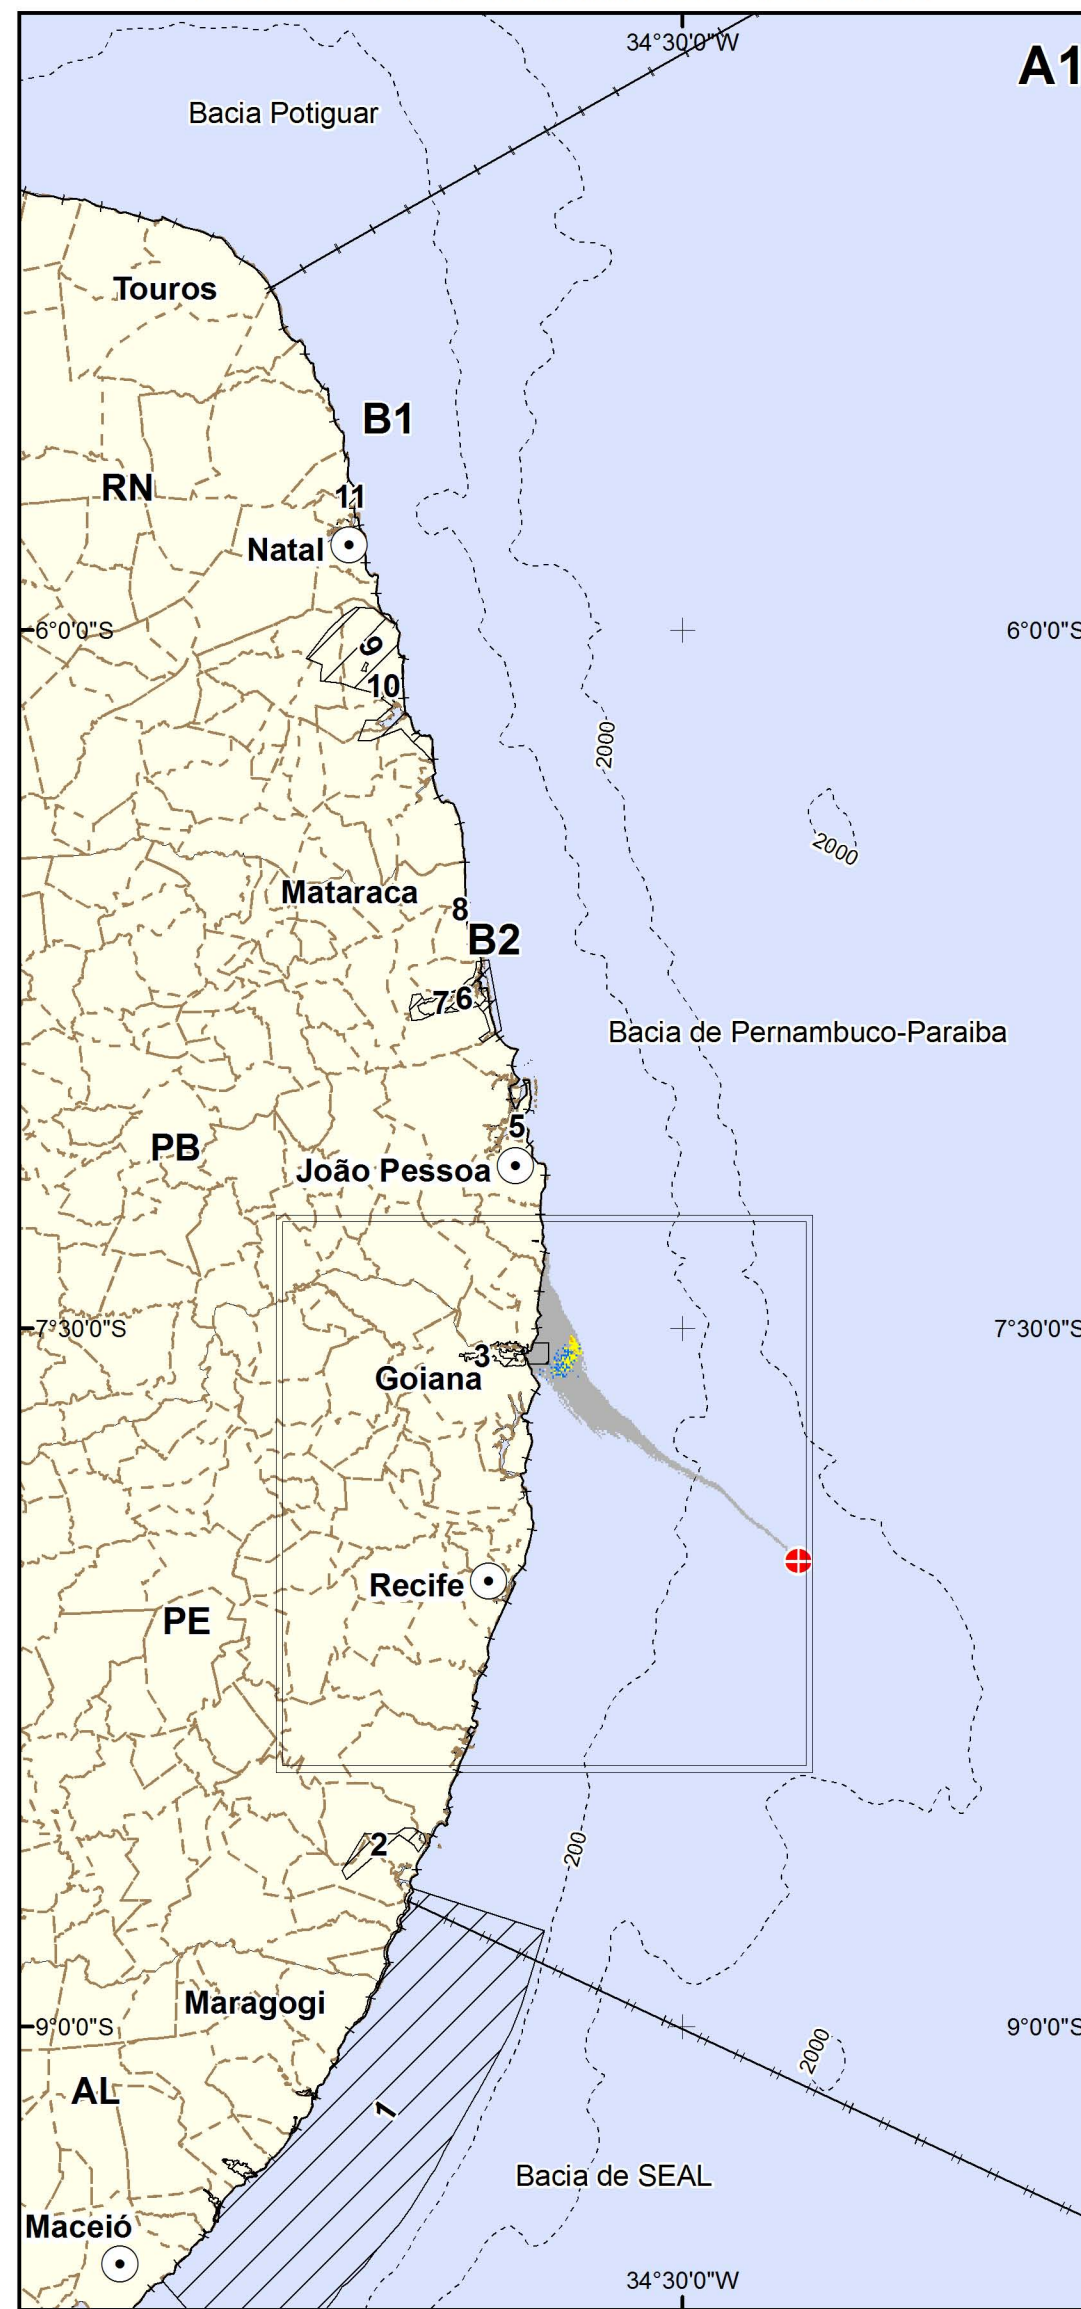 34°30'0"W
A1
Bacia Potiguar
Touros
B1
RN
11
Natal
6°0'0"S
6°0'0"S
9
10
2000
2000
Mataraca
8
B2
7
6
Bacia de Pernambuco-Paraiba
5
PB
João Pessoa
7°30'0"S
7°30'0"S
3
Goiana
Recife
PE
2
200
Maragogi
9°0'0"S
9°0'0"S
2000
AL
1
Bacia de SEAL
Maceió
34°30'0"W